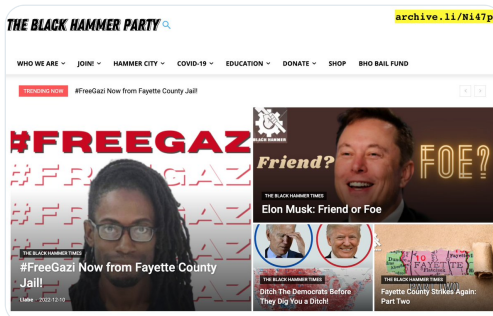 THE BLACK HAMMER PARTY
archive.li/Ni47p
WHO WE ARE JOIN! HAMMER CITY COVID-19 EDUCATION DONATE SHOP BHO BAIL FUND
TRENDING NOW #FreeGazi Now from Fayette County Jail!
#FREEGAZ
THE BLACK HAMMER TIMES
#FreeGazi Now from Fayette County
Jail!
Llabe - 2022-12-10
BLACK HAMMER
Friend?
FOE?
THE BLACK HAMMER TIMES
Elon Musk: Friend or Foe
THE BLACK HAMMER TIMES
Ditch The Democrats Before
They Dig You a Ditch!
10
FAYETTE
THE BLACK HAMMER TIMES
Fayette County Strikes Again:
Part Two